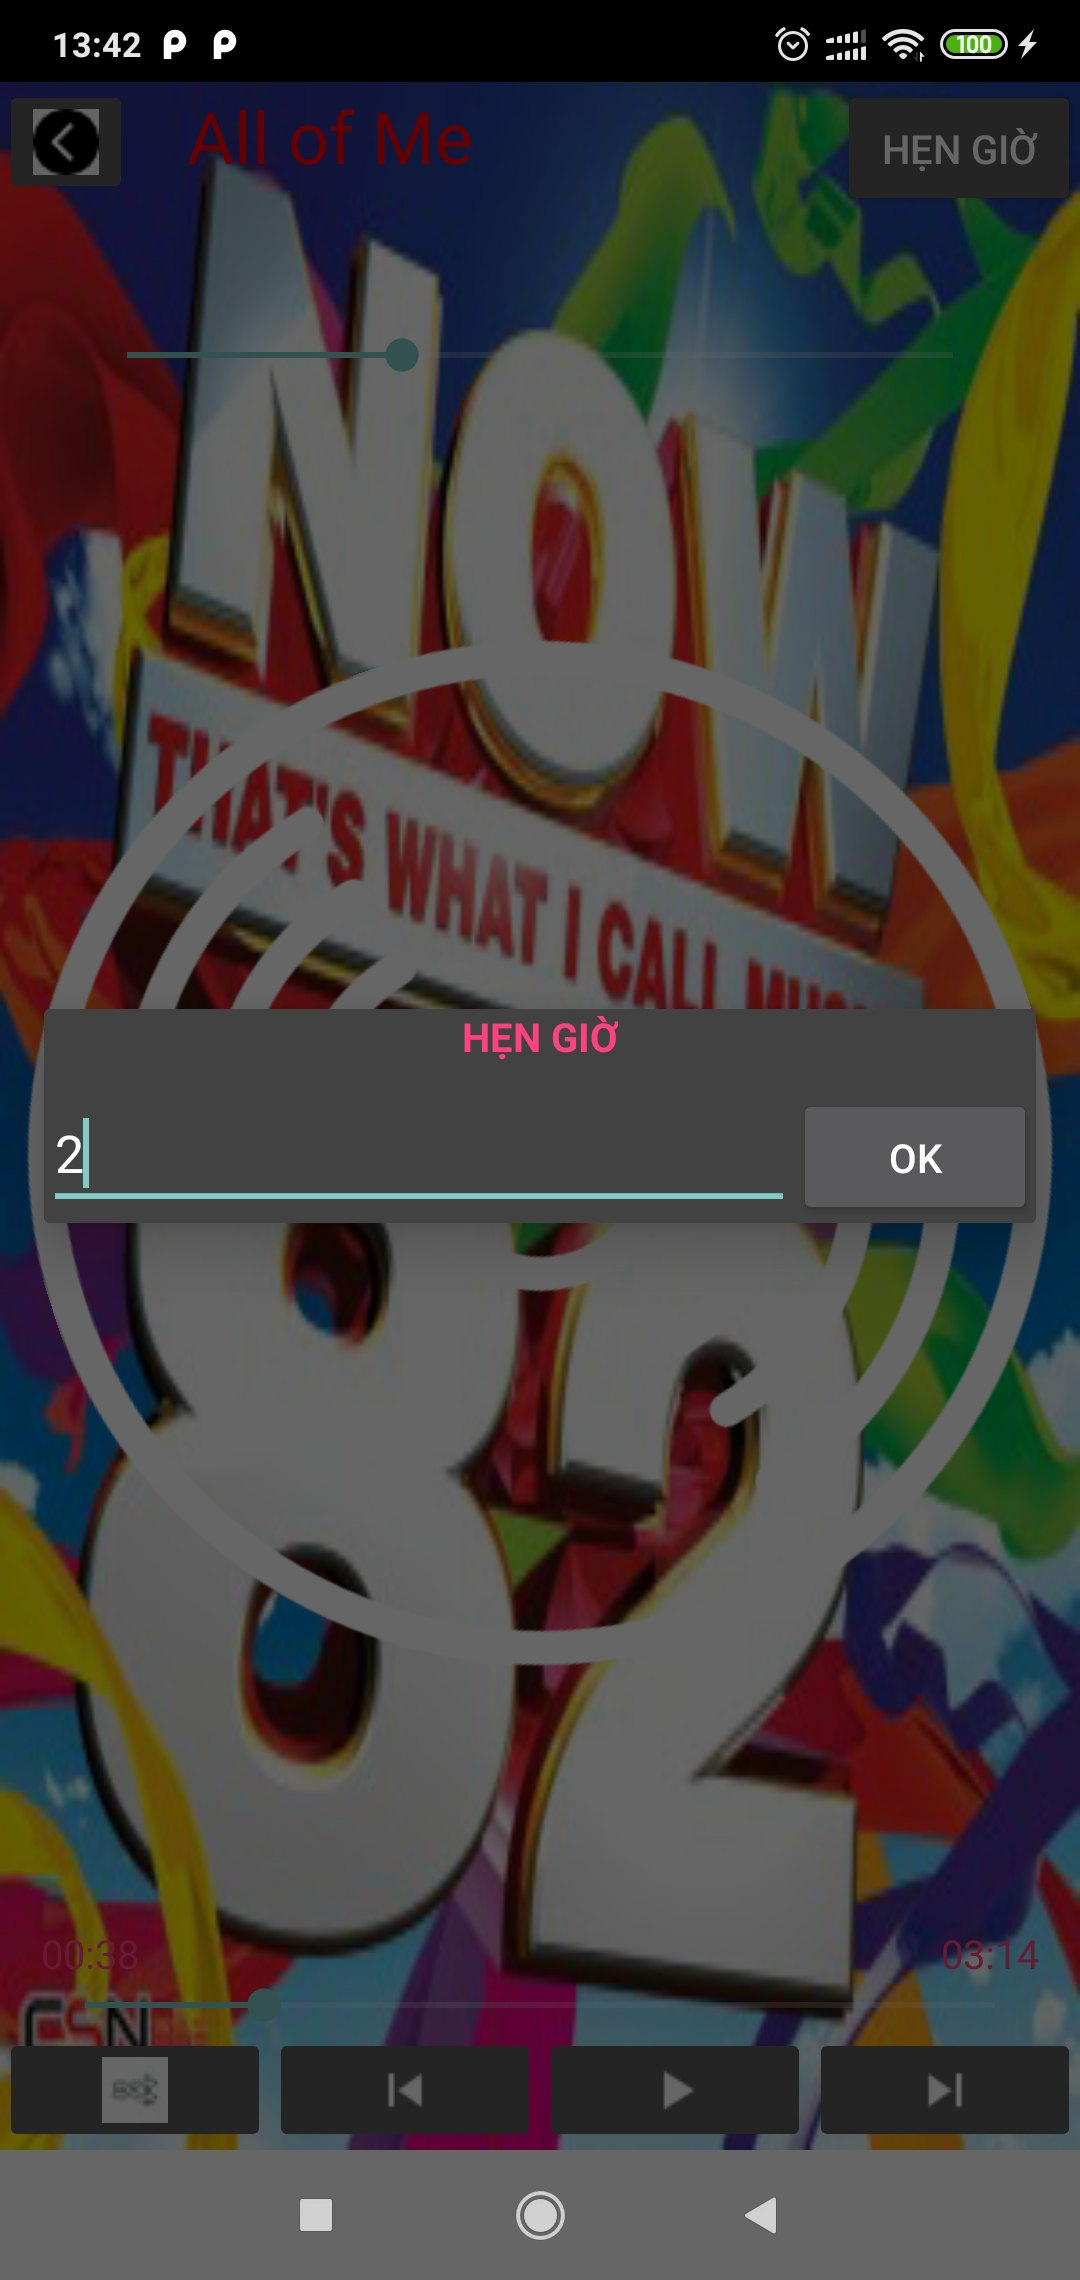 13:42
100
All of Me
HẸN GIỜ
NOW
THAT'S WHAT I CALL
HẸN GIỜ
2
OK
82
00:38
03:14